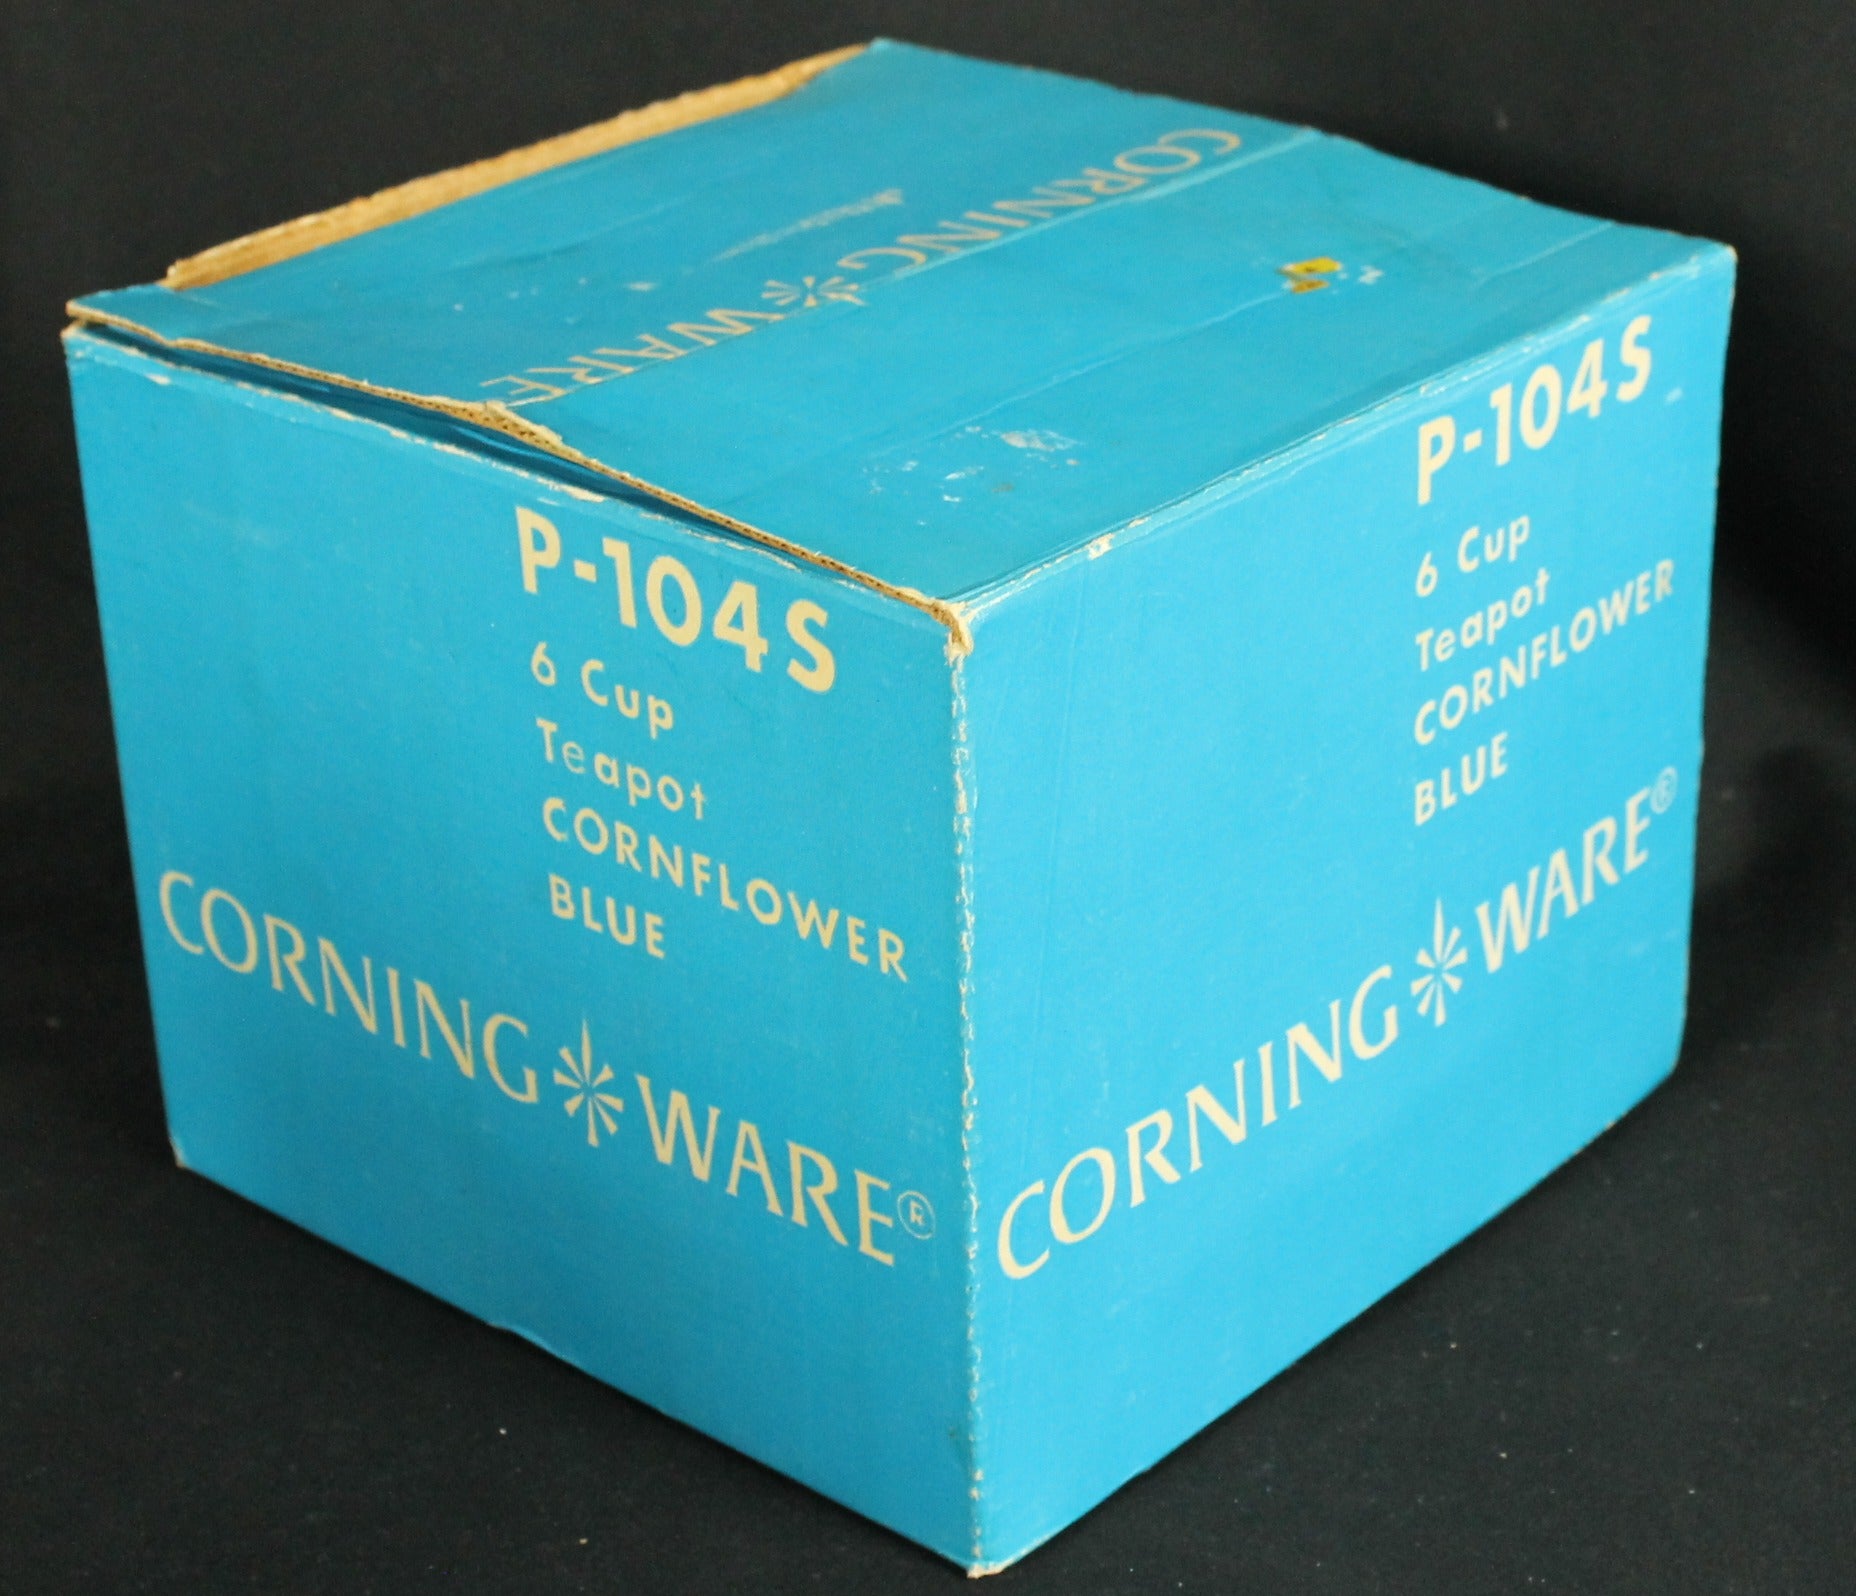 CORNING WARE
P-104S
6 Cup
Teapot
CORNFLOWER
BLUE
CORNING WARE®
P-104S
6 Cup
Teapot
CORNFLOWER
BLUE
CORNING WARE®